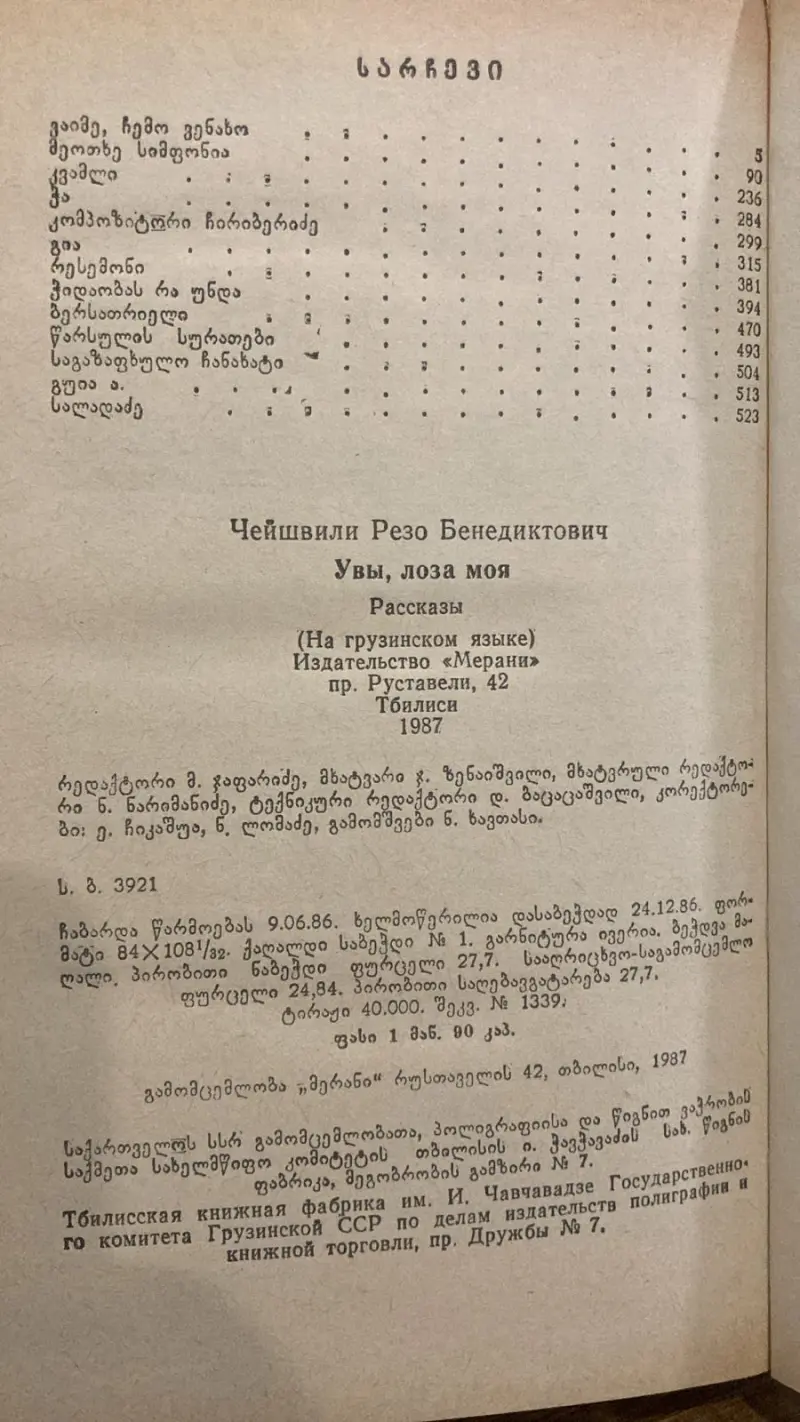 სარჩევი
ვაიმე, ჩემო ვენახო . . . . . . . . . . . . 5
მეოთხე სიმფონია . . . . . . . . . . . . 90
კვამლი . . . . . . . . . . . . . . . 236
ჭა . . . . . . . . . . . . . . . 284
კომპოზიტორი ჩირიბერიძე . . . . . . . . . . 299
გია . . . . . . . . . . . . . . . 315
რესემონი . . . . . . . . . . . . . . 381
ჭიდაობას რა უნდა . . . . . . . . . . . . 394
ბერსათრიელი . . . . . . . . . . . . . 470
წარსულის სურათები . . . . . . . . . . . . 493
საგაზაფხულო ჩანახატი . . . . . . . . . . . 504
გუია ა. . . . . . . . . . . . . . . . 513
სალადაძე . . . . . . . . . . . . . . 523
Чейшвили Резо Бенедиктович
Увы, лоза моя
Рассказы
(На грузинском языке)
Издательство «Мерани»
пр. Руставели, 42
Тбилиси
1987
რედაქტორი მ. ჯაფარიძე, მხატვარი ჯ. ზენაიშვილი, მხატვრული რედაქტო-
რი ნ. ნარიმანიძე, ტექნიკური რედაქტორი დ. ბაცაცაშვილი, კორექტორე-
ბი: ე. ჩიკაშუა, ნ. ლომაძე, გამომშვები ნ. ხავთასი.
ს. ბ. 3921
ჩაბარდა წარმოებას 9.06.86. ხელმოწერილია დასაბეჭდად 24.12.86. ფორ-
მატი 84×108¹/₃₂. ქაღალდი საბეჭდი № 1. გარნიტურა ივერია. ბეჭდვა მა-
ღალი. პირობითი ნაბეჭდი ფურცელი 27,7. სააღრიცხვო-საგამომცემლო
ფურცელი 24,84. პირობითი საღებავგატარება 27,7.
ტირაჟი 40.000. შეკვ. № 1339.
ფასი 1 მან. 90 კაპ.
გამომცემლობა „მერანი“ რუსთაველის 42, თბილისი, 1987
საქართველოს სსრ გამომცემლობათა, პოლიგრაფიისა და წიგნით ვაჭრობის
საქმეთა სახელმწიფო კომიტეტის თბილისის ი. ჭავჭავაძის სახ. წიგნის
ფაბრიკა, მეგობრობის გამზირი № 7.
Тбилисская книжная фабрика им. И. Чавчавадзе Государственно-
го комитета Грузинской ССР по делам издательств полиграфии и
книжной торговли, пр. Дружбы № 7.